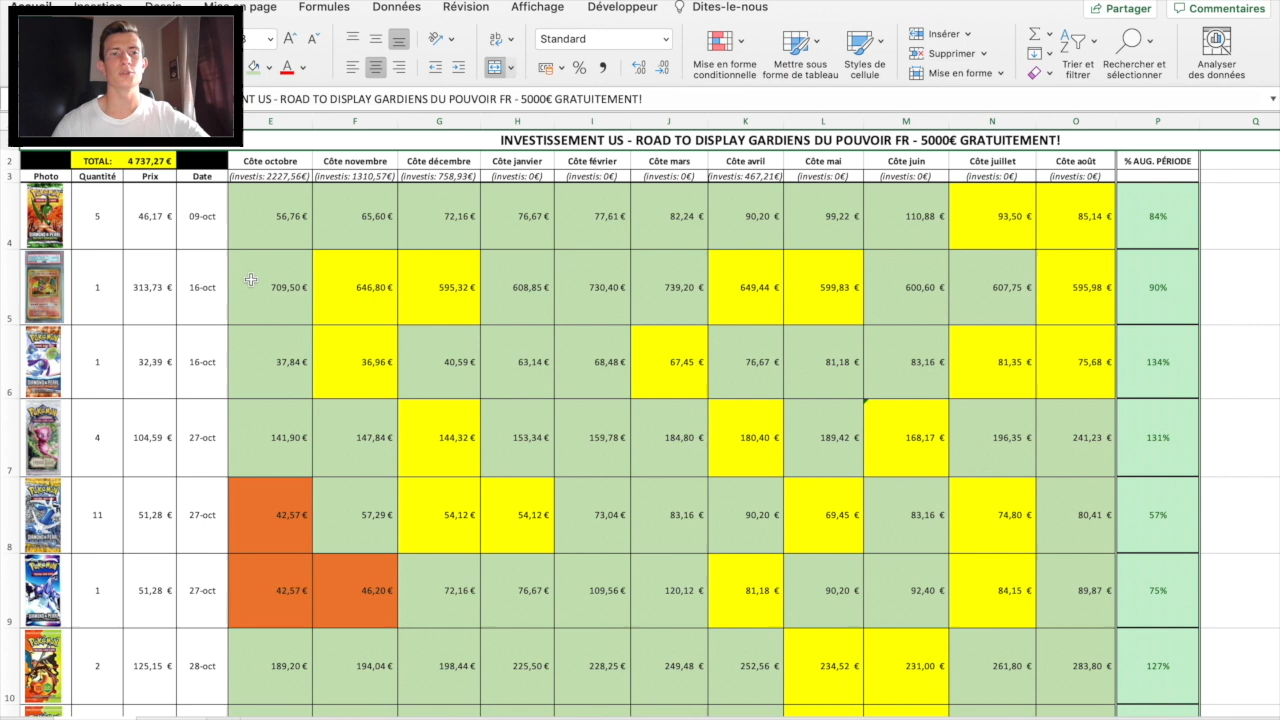 Accueil Dessin Mise en page Formules Données Révision Affichage Développeur Dites-le-nous Partager Commentaires
Standard
Mise en forme conditionnelle
Mettre sous forme de tableau
Styles de cellule
Insérer
Supprimer
Mise en forme
Trier et filtrer
Rechercher et sélectionner
Analyser des données
NT US - ROAD TO DISPLAY GARDIENS DU POUVOIR FR - 5000€ GRATUITEMENT!
E F G H I J K L M N O P Q
INVESTISSEMENT US - ROAD TO DISPLAY GARDIENS DU POUVOIR FR - 5000€ GRATUITEMENT!
2 TOTAL: 4 737,27 € Côte octobre Côte novembre Côte décembre Côte janvier Côte février Côte mars Côte avril Côte mai Côte juin Côte juillet Côte août % AUG. PÉRIODE
3 Photo Quantité Prix Date (investis: 2227,56€) (investis: 1310,57€) (investis: 758,93€) (investis: 0€) (investis: 0€) (investis: 0€) (investis: 467,21€) (investis: 0€) (investis: 0€) (investis: 0€) (investis: 0€)
4 5 46,17 € 09-oct 56,76 € 65,60 € 72,16 € 76,67 € 77,61 € 82,24 € 90,20 € 99,22 € 110,88 € 93,50 € 85,14 € 84%
5 1 313,73 € 16-oct 709,50 € 646,80 € 595,32 € 608,85 € 730,40 € 739,20 € 649,44 € 599,83 € 600,60 € 607,75 € 595,98 € 90%
6 1 32,39 € 16-oct 37,84 € 36,96 € 40,59 € 63,14 € 68,48 € 67,45 € 76,67 € 81,18 € 83,16 € 81,35 € 75,68 € 134%
7 4 104,59 € 27-oct 141,90 € 147,84 € 144,32 € 153,34 € 159,78 € 184,80 € 180,40 € 189,42 € 168,17 € 196,35 € 241,23 € 131%
8 11 51,28 € 27-oct 42,57 € 57,29 € 54,12 € 54,12 € 73,04 € 83,16 € 90,20 € 69,45 € 83,16 € 74,80 € 80,41 € 57%
9 1 51,28 € 27-oct 42,57 € 46,20 € 72,16 € 76,67 € 109,56 € 120,12 € 81,18 € 90,20 € 92,40 € 84,15 € 89,87 € 75%
10 2 125,15 € 28-oct 189,20 € 194,04 € 198,44 € 225,50 € 228,25 € 249,48 € 252,56 € 234,52 € 231,00 € 261,80 € 283,80 € 127%